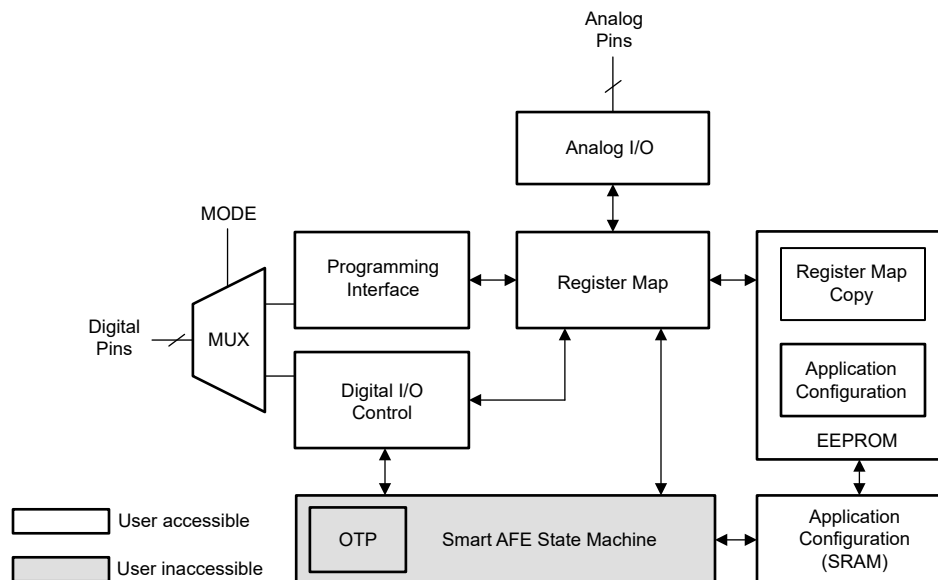 Analog
Pins
Analog I/O
MODE
Programming
Interface
Register Map
Register Map
Copy
Digital
Pins
MUX
Digital I/O
Control
Application
Configuration
EEPROM
User accessible
OTP
Smart AFE State Machine
Application
Configuration
(SRAM)
User inaccessible